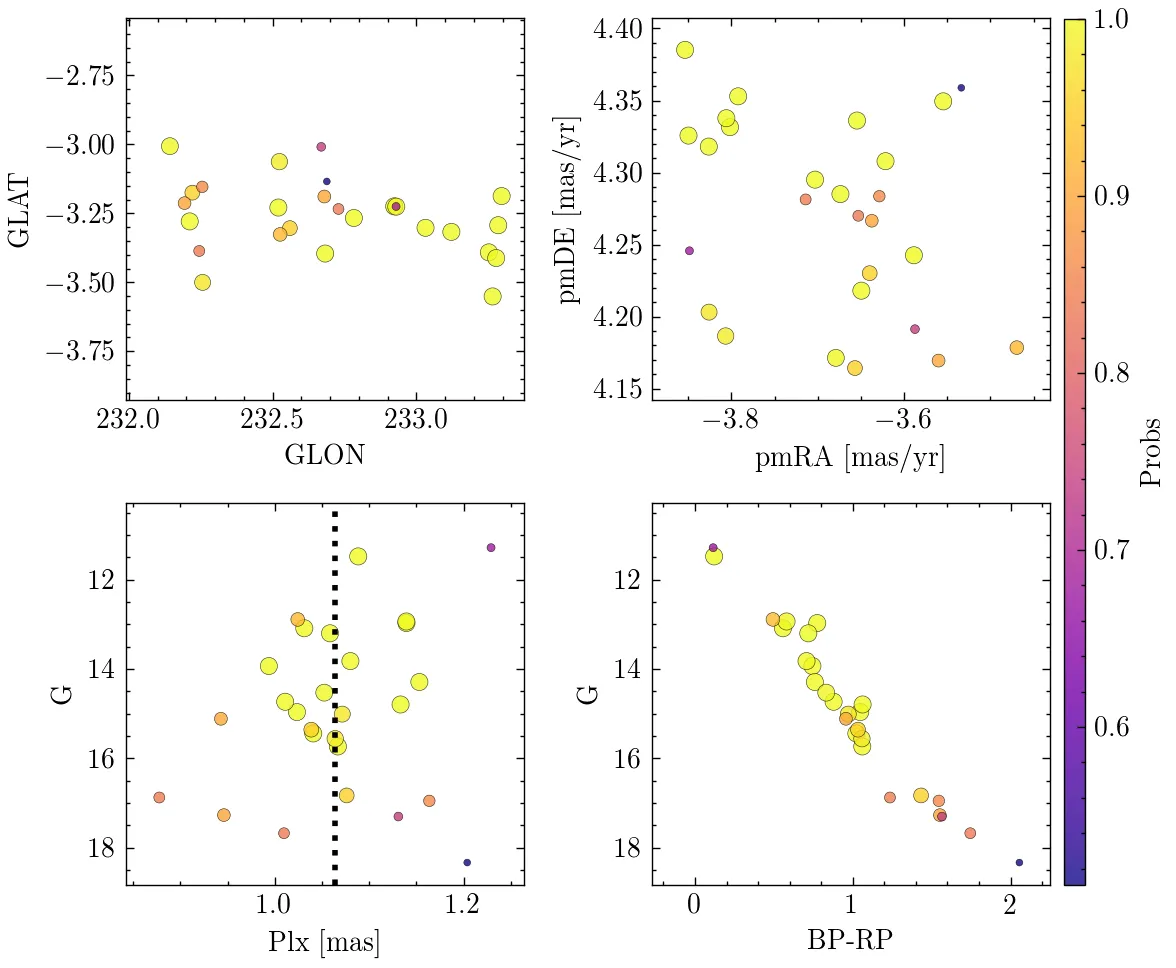 −2.75
−3.00
−3.25
−3.50
−3.75
GLAT
232.0 232.5 233.0
GLON
4.40
4.35
4.30
4.25
4.20
4.15
pmDE [mas/yr]
−3.8 −3.6
pmRA [mas/yr]
12
14
16
18
G
1.0 1.2
Plx [mas]
12
14
16
18
G
0 1 2
BP-RP
1.0
0.9
0.8
0.7
0.6
Probs